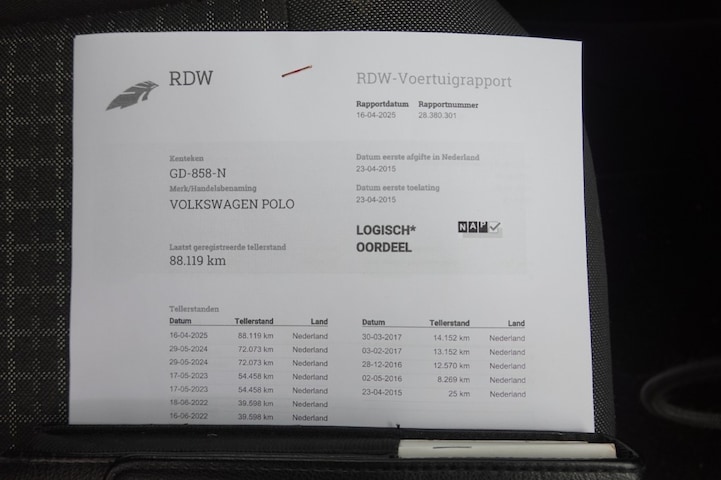 RDW
RDW-Voertuigrapport
Rapportdatum Rapportnummer
16-04-2025 28.380.301
Kenteken
GD-858-N
Merk/Handelsbenaming
VOLKSWAGEN POLO
Laatst geregistreerde tellerstand
88.119 km
Datum eerste afgifte in Nederland
23-04-2015
Datum eerste toelating
23-04-2015
LOGISCH*
OORDEEL
NAP
Tellerstanden
Datum Tellerstand Land
16-04-2025 88.119 km Nederland
29-05-2024 72.073 km Nederland
29-05-2024 72.073 km Nederland
17-05-2023 54.458 km Nederland
17-05-2023 54.458 km Nederland
16-06-2022 39.598 km Nederland
16-06-2022 39.598 km Nederland
Datum Tellerstand Land
30-03-2017 14.152 km Nederland
03-02-2017 13.152 km Nederland
28-12-2016 12.570 km Nederland
02-05-2016 8.269 km Nederland
23-04-2015 25 km Nederland